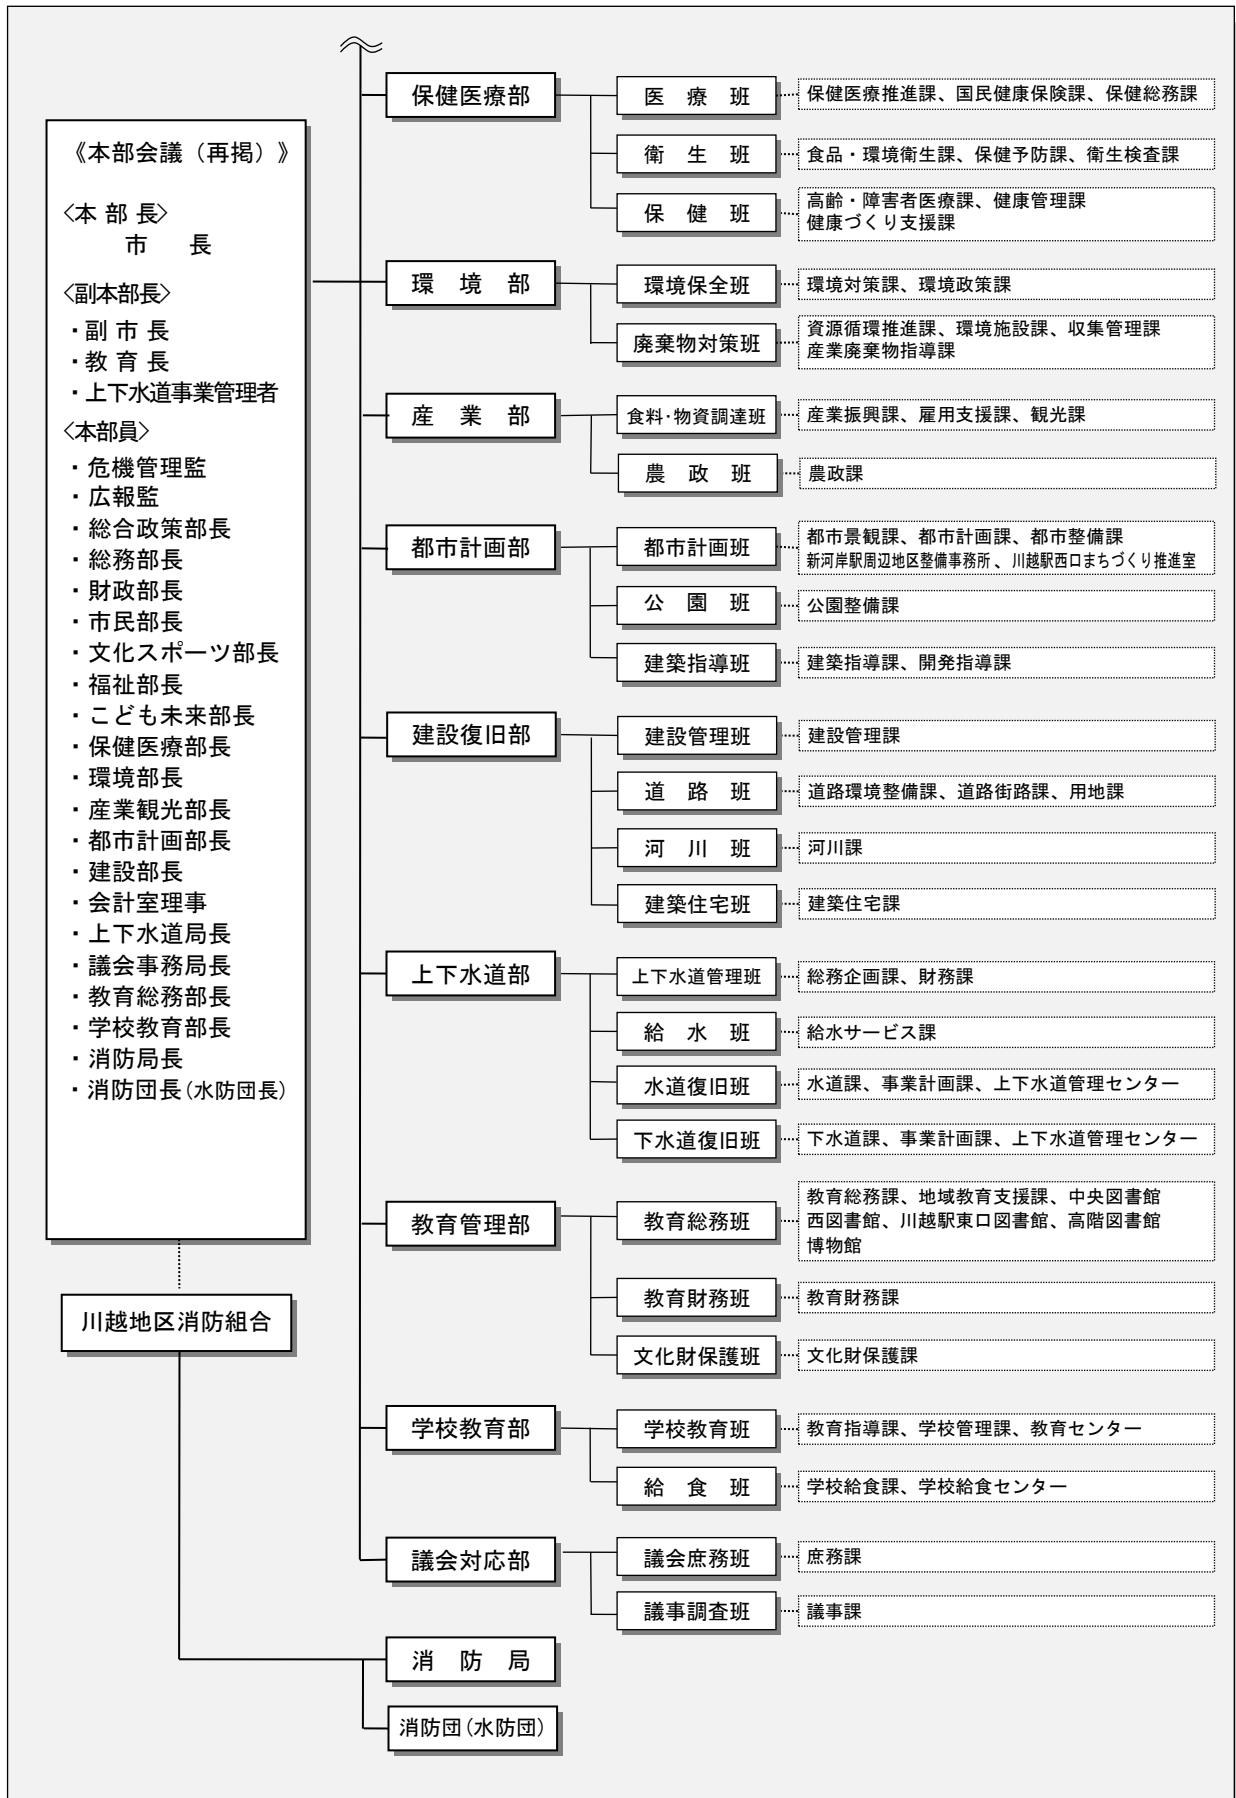 《本部会議（再掲）》
〈本 部 長〉
市　　長
〈副本部長〉
・副 市 長
・教 育 長
・上下水道事業管理者
〈本部員〉
・危機管理監
・広報監
・総合政策部長
・総務部長
・財政部長
・市民部長
・文化スポーツ部長
・福祉部長
・こども未来部長
・保健医療部長
・環境部長
・産業観光部長
・都市計画部長
・建設部長
・会計室理事
・上下水道局長
・議会事務局長
・教育総務部長
・学校教育部長
・消防局長
・消防団長（水防団長）
川越地区消防組合
保健医療部
医　療　班
保健医療推進課、国民健康保険課、保健総務課
衛　生　班
食品・環境衛生課、保健予防課、衛生検査課
保　健　班
高齢・障害者医療課、健康管理課
健康づくり支援課
環　境　部
環境保全班
環境対策課、環境政策課
廃棄物対策班
資源循環推進課、環境施設課、収集管理課
産業廃棄物指導課
産　業　部
食料・物資調達班
産業振興課、雇用支援課、観光課
農　政　班
農政課
都市計画部
都市計画班
都市景観課、都市計画課、都市整備課
新河岸駅周辺地区整備事務所、川越駅西口まちづくり推進室
公　園　班
公園整備課
建築指導班
建築指導課、開発指導課
建設復旧部
建設管理班
建設管理課
道　路　班
道路環境整備課、道路街路課、用地課
河　川　班
河川課
建築住宅班
建築住宅課
上下水道部
上下水道管理班
総務企画課、財務課
給　水　班
給水サービス課
水道復旧班
水道課、事業計画課、上下水道管理センター
下水道復旧班
下水道課、事業計画課、上下水道管理センター
教育管理部
教育総務班
教育総務課、地域教育支援課、中央図書館
西図書館、川越駅東口図書館、高階図書館
博物館
教育財務班
教育財務課
文化財保護班
文化財保護課
学校教育部
学校教育班
教育指導課、学校管理課、教育センター
給　食　班
学校給食課、学校給食センター
議会対応部
議会庶務班
庶務課
議事調査班
議事課
消　防　局
消防団（水防団）